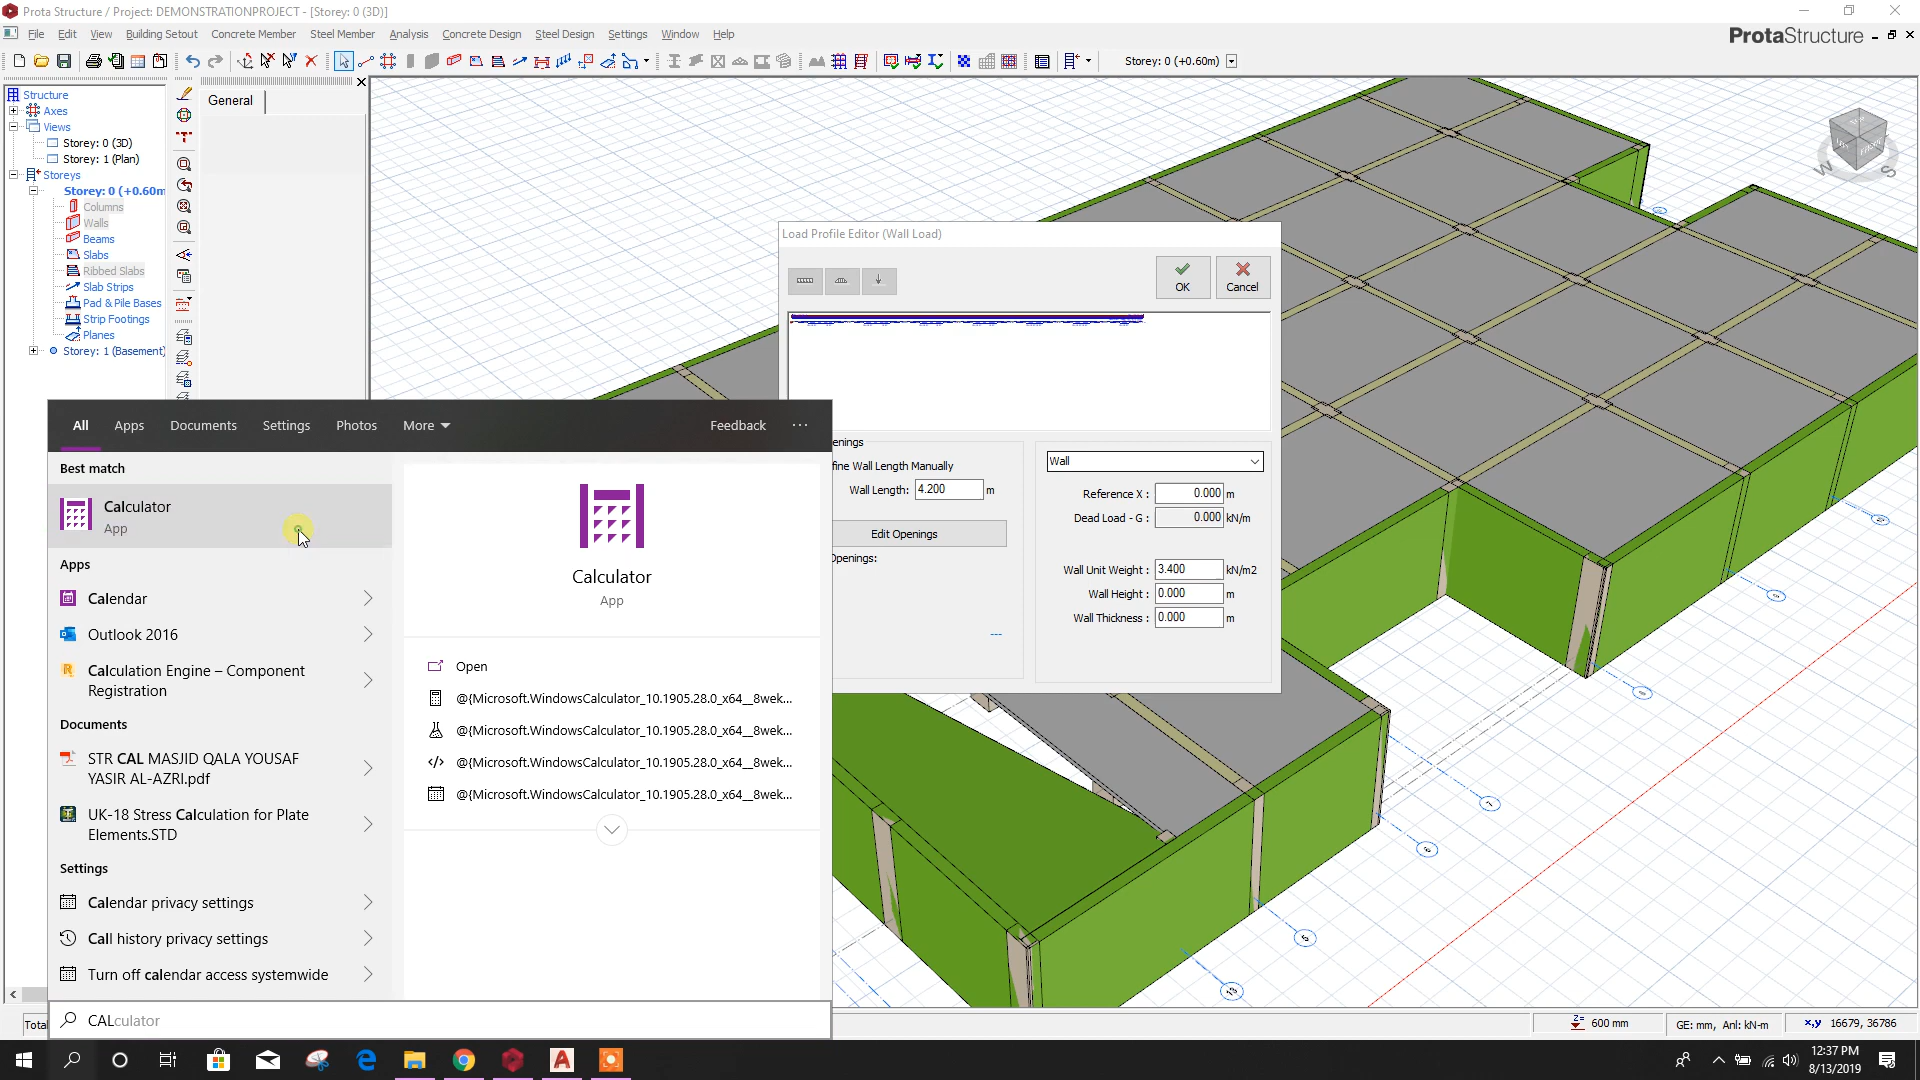 Prota Structure / Project: DEMONSTRATIONPROJECT - [Storey: 0 (3D)]
File Edit View Building Setout Concrete Member Steel Member Analysis Concrete Design Steel Design Settings Window Help
ProtaStructure
Storey: 0 (+0.60m)
Structure
Axes
Views
Storey: 0 (3D)
Storey: 1 (Plan)
Storeys
Storey: 0 (+0.60m
Columns
Walls
Beams
Slabs
Ribbed Slabs
Slab Strips
Pad & Pile Bases
Strip Footings
Planes
Storey: 1 (Basement)
General
TOP
FRONT
W
S
Load Profile Editor (Wall Load)
OK
Cancel
enings
fine Wall Length Manually
Wall Length: 4.200 m
Edit Openings
Openings:
---
Wall
Reference X : 0.000 m
Dead Load - G : 0.000 kN/m
Wall Unit Weight : 3.400 kN/m2
Wall Height : 0.000 m
Wall Thickness : 0.000 m
All Apps Documents Settings Photos More Feedback ...
Best match
Calculator
App
Apps
Calendar
Outlook 2016
Calculation Engine – Component
Registration
Documents
STR CAL MASJID QALA YOUSAF
YASIR AL-AZRI.pdf
UK-18 Stress Calculation for Plate
Elements.STD
Settings
Calendar privacy settings
Call history privacy settings
Turn off calendar access systemwide
Calculator
App
Open
@{Microsoft.WindowsCalculator_10.1905.28.0_x64__8wek...
@{Microsoft.WindowsCalculator_10.1905.28.0_x64__8wek...
@{Microsoft.WindowsCalculator_10.1905.28.0_x64__8wek...
@{Microsoft.WindowsCalculator_10.1905.28.0_x64__8wek...
CALculator
Total
Z= 600 mm
GE: mm, Anl: kN-m
x,y 16679, 36786
12:37 PM
8/13/2019